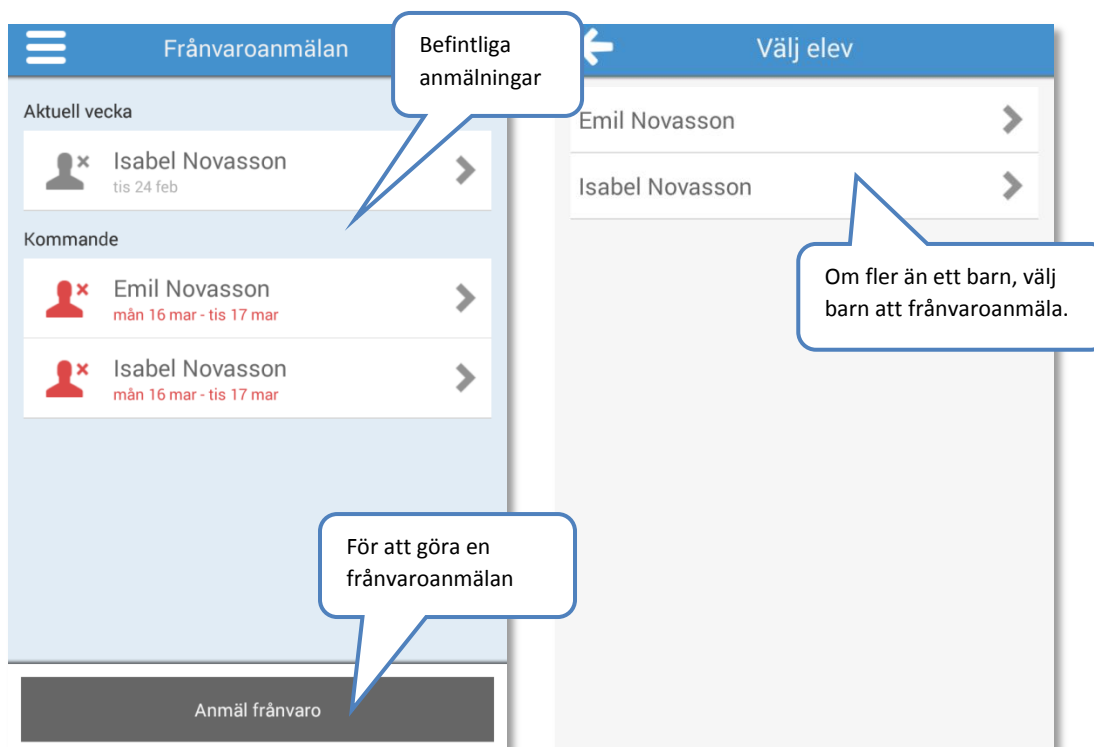 Frånvaroanmälan
Befintliga
anmälningar
Aktuell vecka
Isabel Novasson
tis 24 feb
Kommande
Emil Novasson
mån 16 mar - tis 17 mar
Isabel Novasson
mån 16 mar - tis 17 mar
För att göra en
frånvaroanmälan
Anmäl frånvaro
Välj elev
Emil Novasson
Isabel Novasson
Om fler än ett barn, välj
barn att frånvaroanmäla.